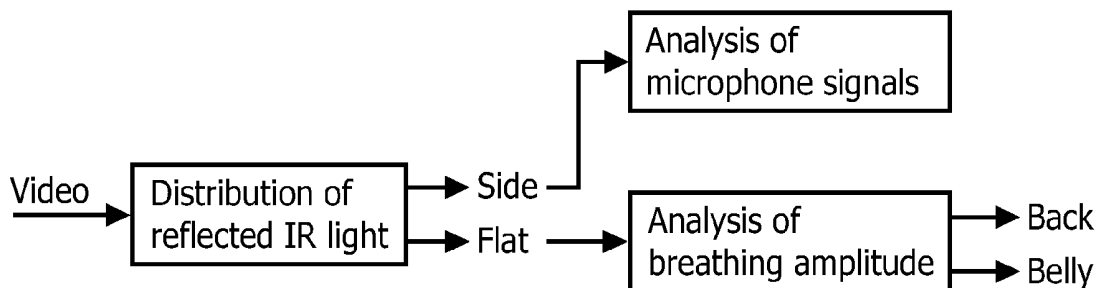 Analysis of
microphone signals
Video
Distribution of
reflected IR light
Side
Flat
Analysis of
breathing amplitude
Back
Belly